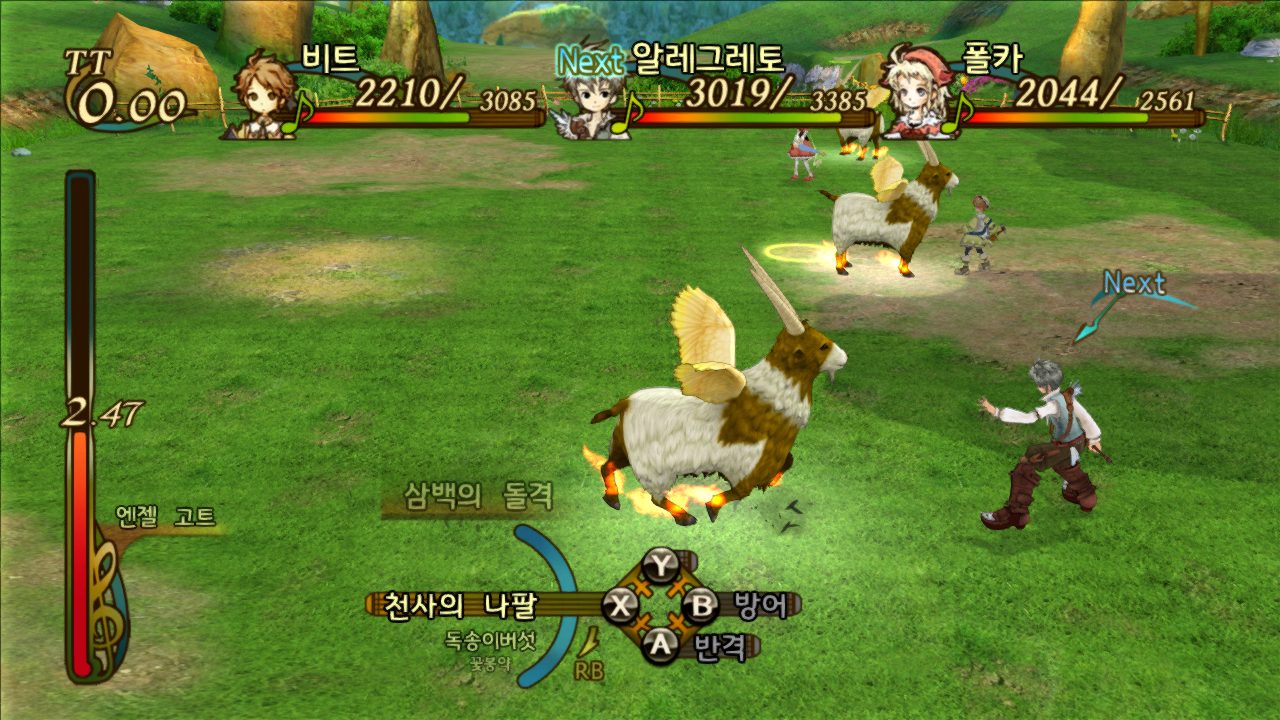 TT
0.00
비트
2210/ 3085
Next 알레그레토
3019/ 3385
폴카
2044/ 2561
Next
2.47
엔젤 고트
삼백의 돌격
Y
천사의 나팔
X
B 방어
독송이버섯
A 반격
꽃봉약
RB